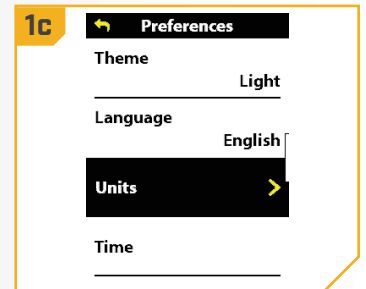 1c
Preferences
Theme
Light
Language
English
Units
Time